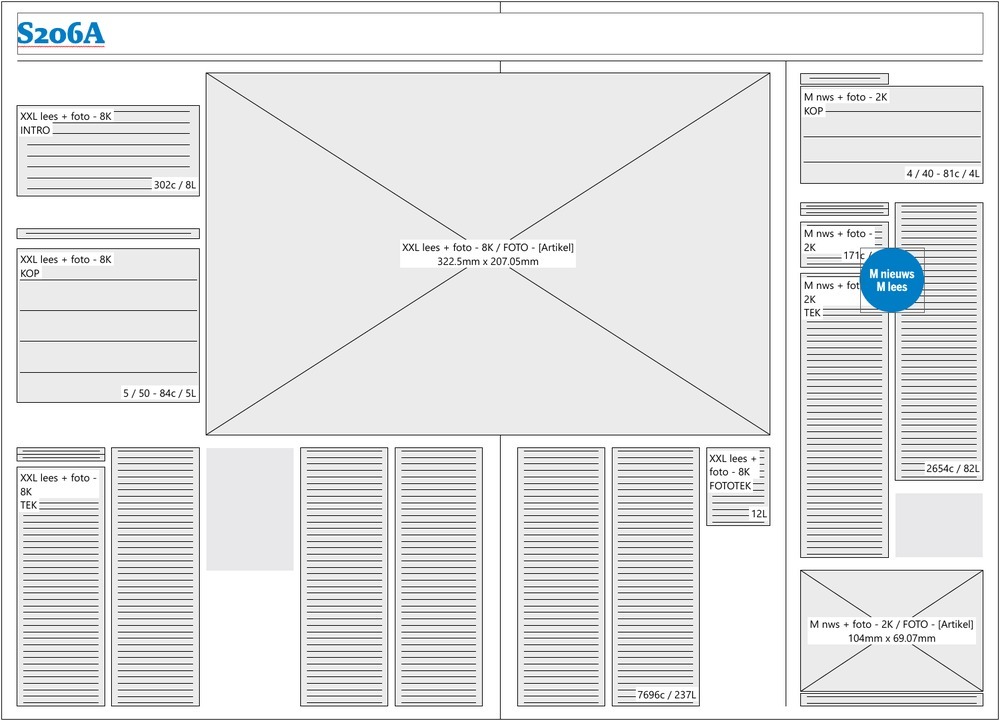 S206A
XXL lees + foto - 8K
INTRO
302c / 8L
XXL lees + foto - 8K
KOP
5 / 50 - 84c / 5L
XXL lees + foto - 8K / FOTO - [Artikel]
322.5mm x 207.05mm
XXL lees + foto -
8K
TEK
7696c / 237L
XXL lees +
foto - 8K
FOTOTEK
12L
M nws + foto - 2K
KOP
4 / 40 - 81c / 4L
M nws + foto -
2K
171c /
M nieuws
M lees
M nws + fot
2K
TEK
2654c / 82L
M nws + foto - 2K / FOTO - [Artikel]
104mm x 69.07mm